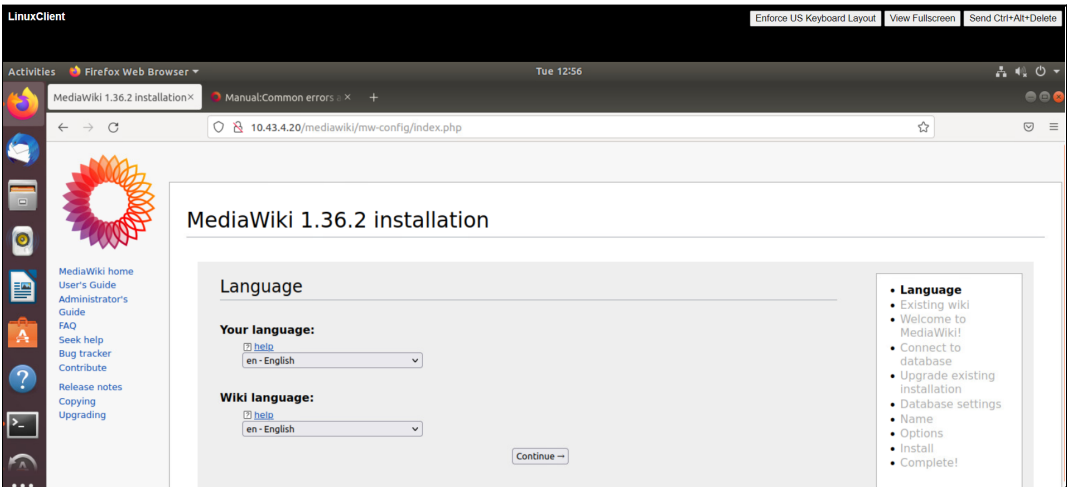 LinuxClient
Enforce US Keyboard Layout View Fullscreen Send Ctrl+Alt+Delete
Activities Firefox Web Browser Tue 12:56
MediaWiki 1.36.2 installation × Manual:Common errors a × +
10.43.4.20/mediawiki/mw-config/index.php
MediaWiki 1.36.2 installation
MediaWiki home
User's Guide
Administrator's
Guide
FAQ
Seek help
Bug tracker
Contribute
Release notes
Copying
Upgrading
Language
Your language:
? help
en - English
Wiki language:
? help
en - English
Continue →
• Language
• Existing wiki
• Welcome to
MediaWiki!
• Connect to
database
• Upgrade existing
installation
• Database settings
• Name
• Options
• Install
• Complete!